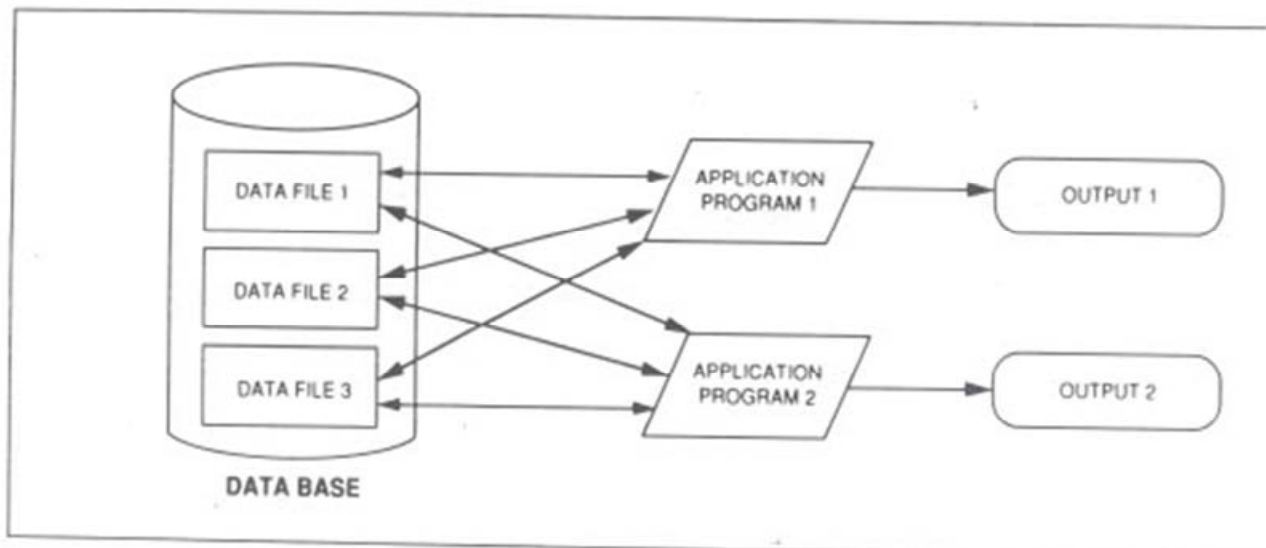 DATA FILE 1
DATA FILE 2
DATA FILE 3
DATA BASE
APPLICATION
PROGRAM 1
APPLICATION
PROGRAM 2
OUTPUT 1
OUTPUT 2